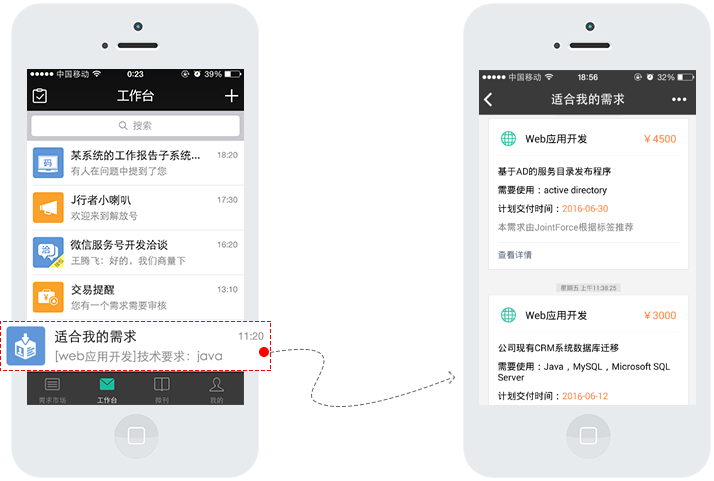 中国移动 0:23 39%
工作台
搜索
某系统的工作报告子系统... 18:20
有人在问题中提到了您
J行者小喇叭 17:30
欢迎来到解放号
微信服务号开发洽谈 16:20
王腾飞：好的，我们商量下
交易提醒 13:10
您有一个需求需要审核
适合我的需求 11:20
[web应用开发]技术要求：java
需求市场 工作台 微刊 我的
中国移动 18:56 32%
适合我的需求
Web应用开发 ￥4500
基于AD的服务目录发布程序
需要使用：active directory
计划交付时间：2016-06-30
本需求由JointForce根据标签推荐
查看详情
星期五 上午11:38:25
Web应用开发 ￥3000
公司现有CRM系统数据库迁移
需要使用：Java，MySQL，Microsoft SQL
Server
计划交付时间：2016-06-12